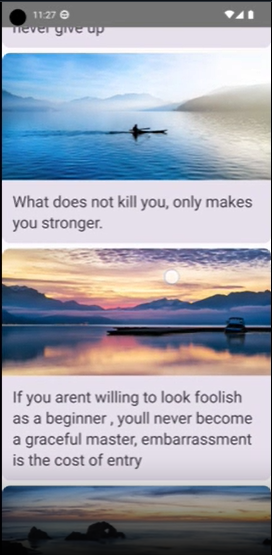 11:27
never give up
What does not kill you, only makes
you stronger.
If you arent willing to look foolish
as a beginner , youll never become
a graceful master, embarrassment
is the cost of entry